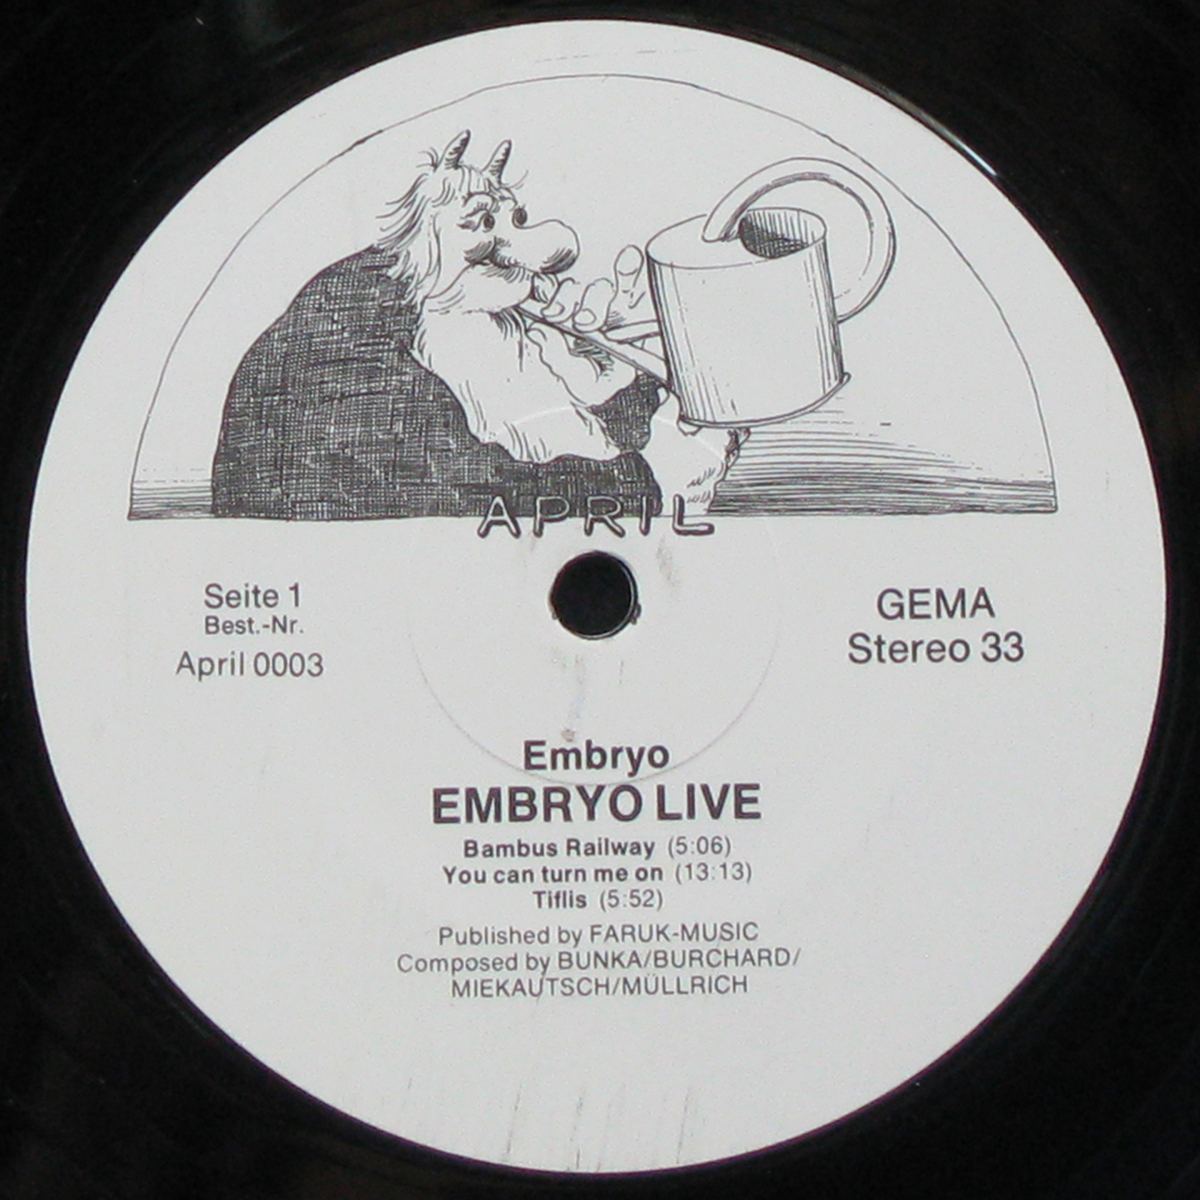 APRIL
Seite 1
Best.-Nr.
April 0003
GEMA
Stereo 33
Embryo
EMBRYO LIVE
Bambus Railway (5:06)
You can turn me on (13:13)
Tiflis (5:52)
Published by FARUK-MUSIC
Composed by BUNKA/BURCHARD/
MIEKAUTSCH/MÜLLRICH